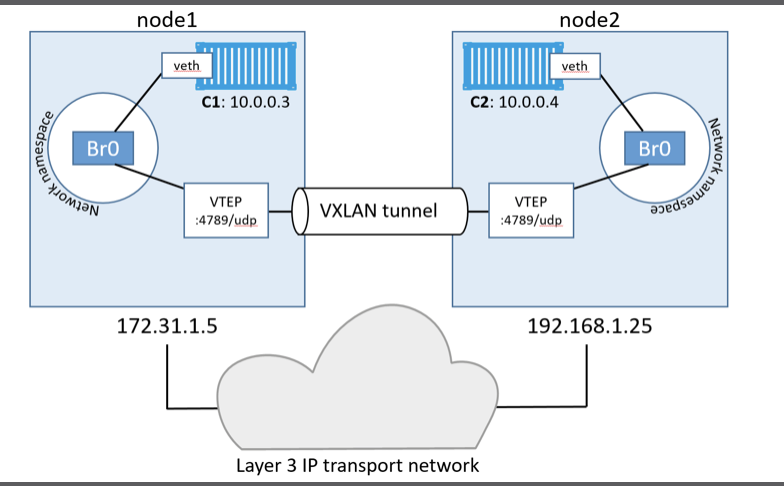 node1
node2
veth
C1: 10.0.0.3
Br0
Network namespace
VTEP
:4789/udp
VXLAN tunnel
veth
C2: 10.0.0.4
Br0
Network namespace
VTEP
:4789/udp
172.31.1.5
192.168.1.25
Layer 3 IP transport network